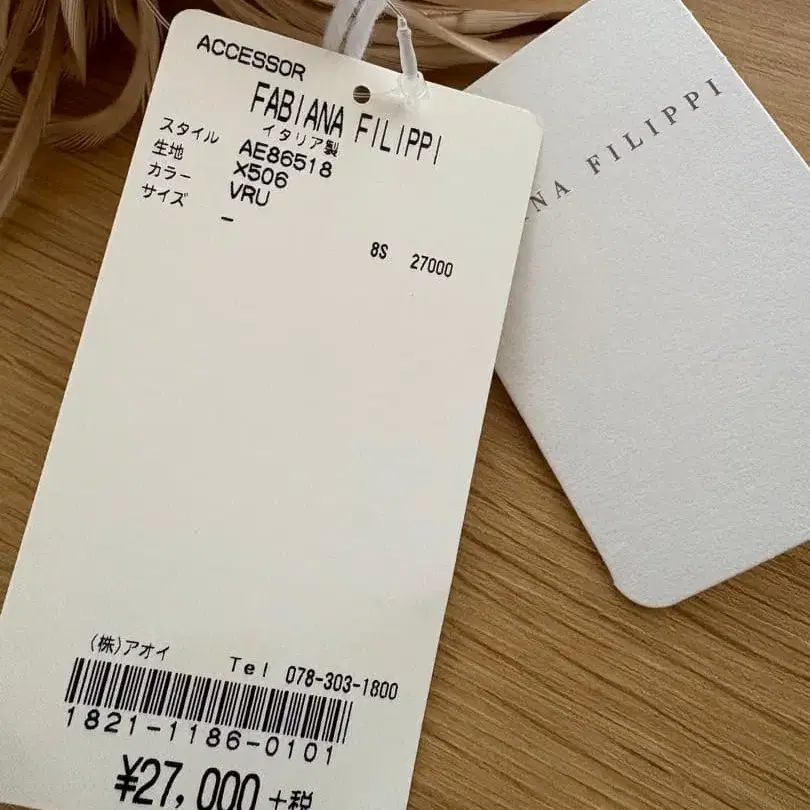 ACCESSOR
FABIANA FILIPPI
イタリア製
スタイル AE86518
生地 X506
カラー VRU
サイズ –
8S 27000
(株)アオイ Tel 078-303-1800
1821-1186-0101
¥27,000 +税
NA FILIPPI